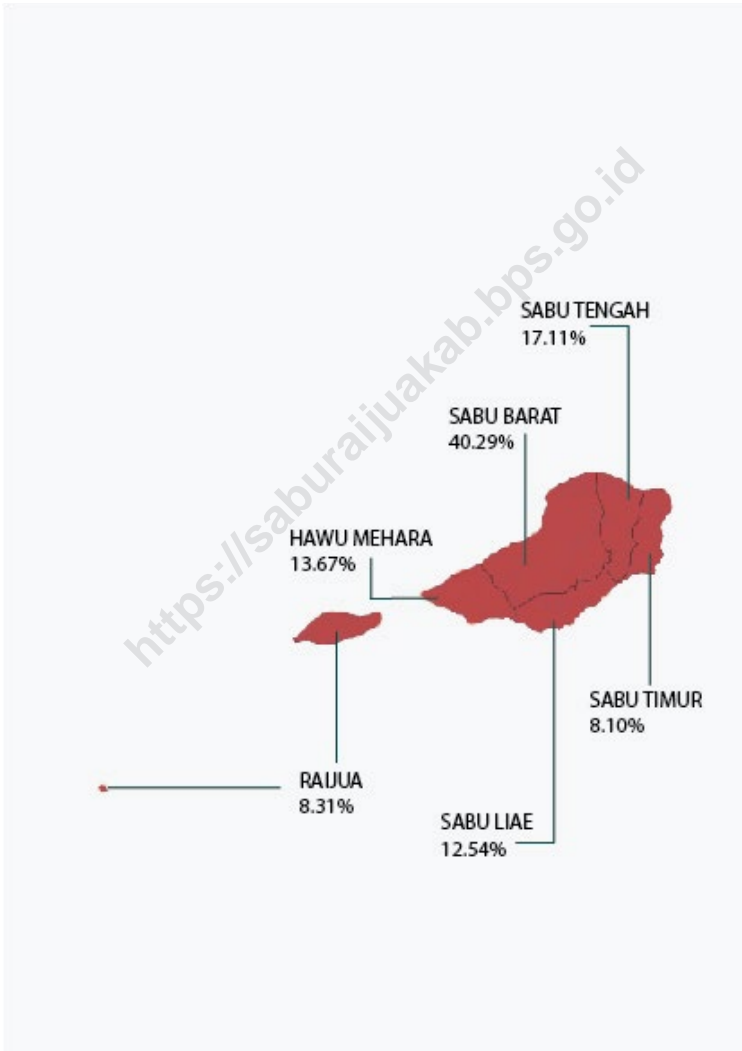 https://saburaijuakab.bps.go.id
SABU TENGAH
17.11%
SABU BARAT
40.29%
HAWU MEHARA
13.67%
SABU TIMUR
8.10%
RAIJUA
8.31%
SABU LIAE
12.54%